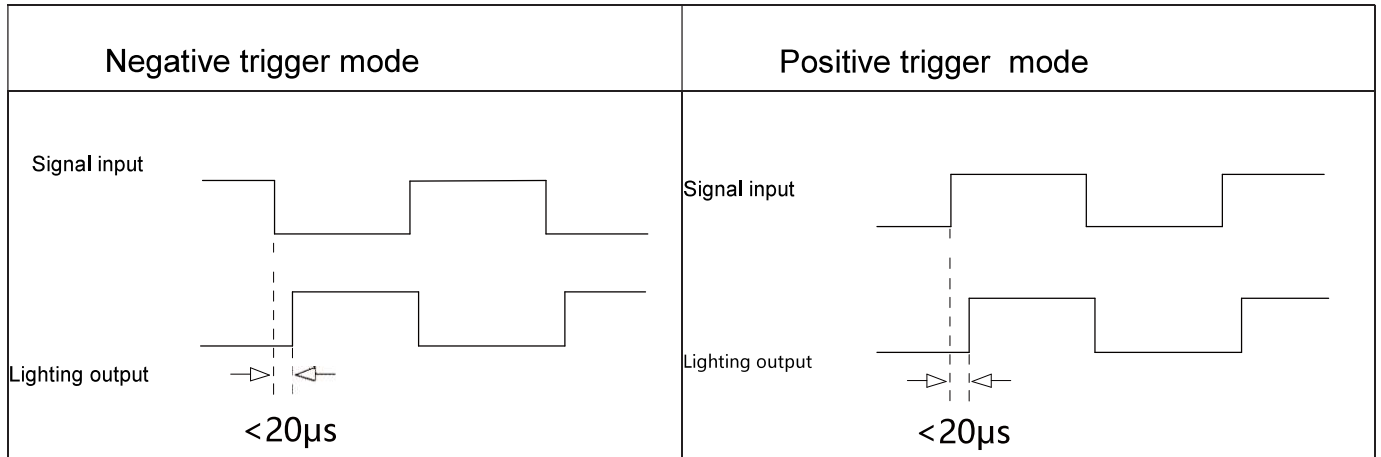 Negative trigger mode
Positive trigger mode
Signal input
Lighting output
<20μs
Signal input
Lighting output
<20μs